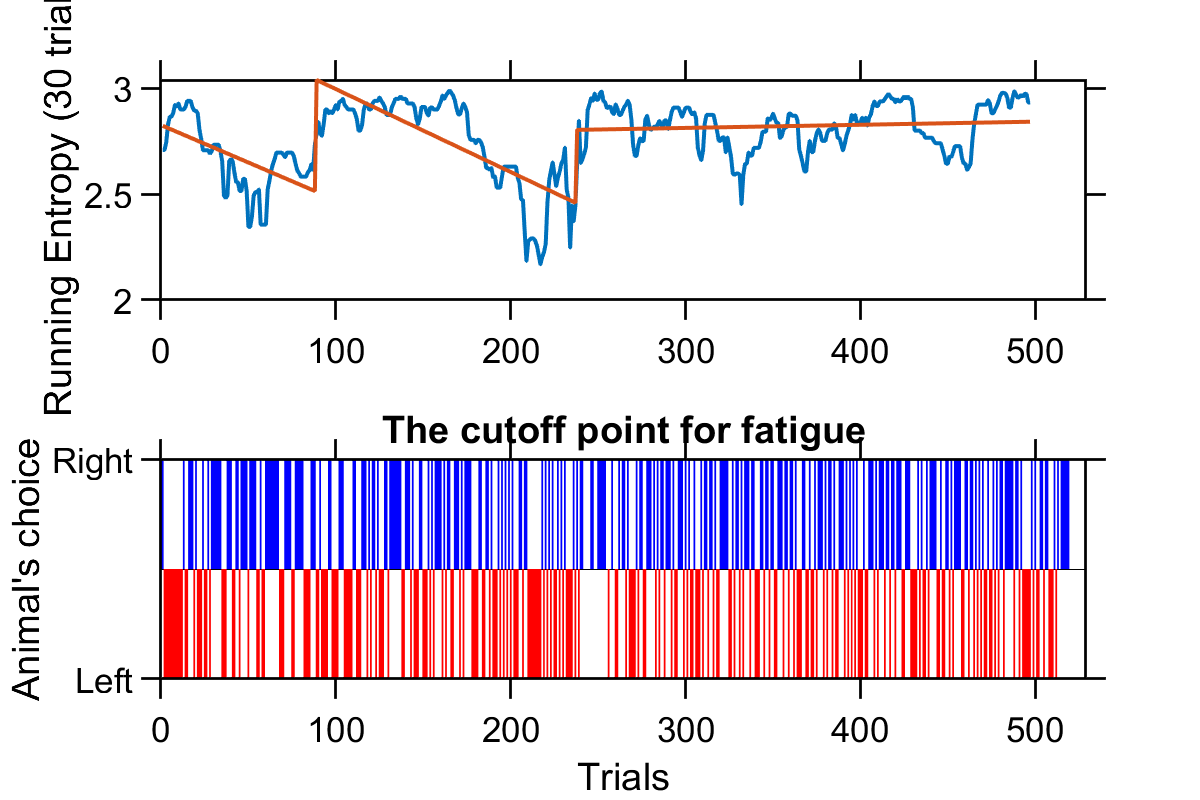 Running Entropy (30 trial
3
2.5
2
0 100 200 300 400 500
The cutoff point for fatigue
Animal's choice
Right
Left
0 100 200 300 400 500
Trials